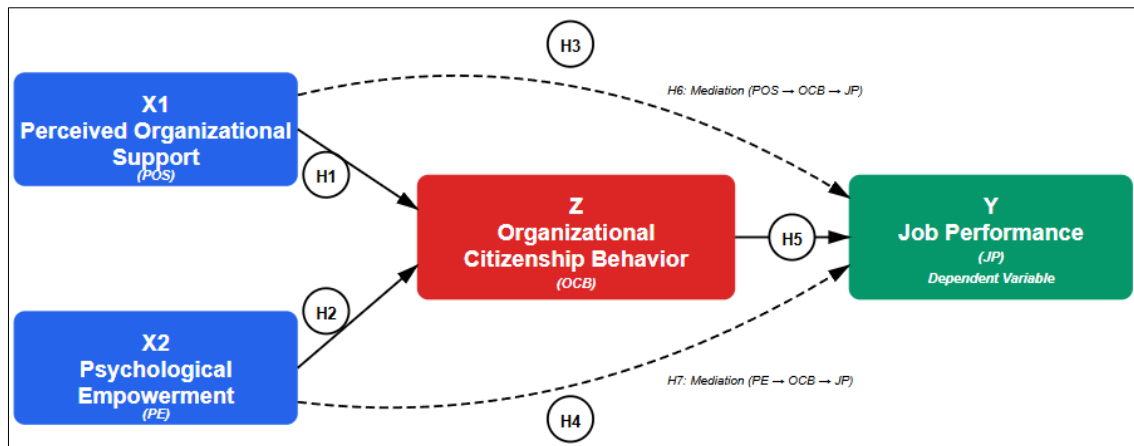 H3
X1
Perceived Organizational
Support
(POS)
H6: Mediation (POS → OCB → JP)
H1
Z
Organizational
Citizenship Behavior
(OCB)
H5
Y
Job Performance
(JP)
Dependent Variable
H2
X2
Psychological
Empowerment
(PE)
H7: Mediation (PE → OCB → JP)
H4